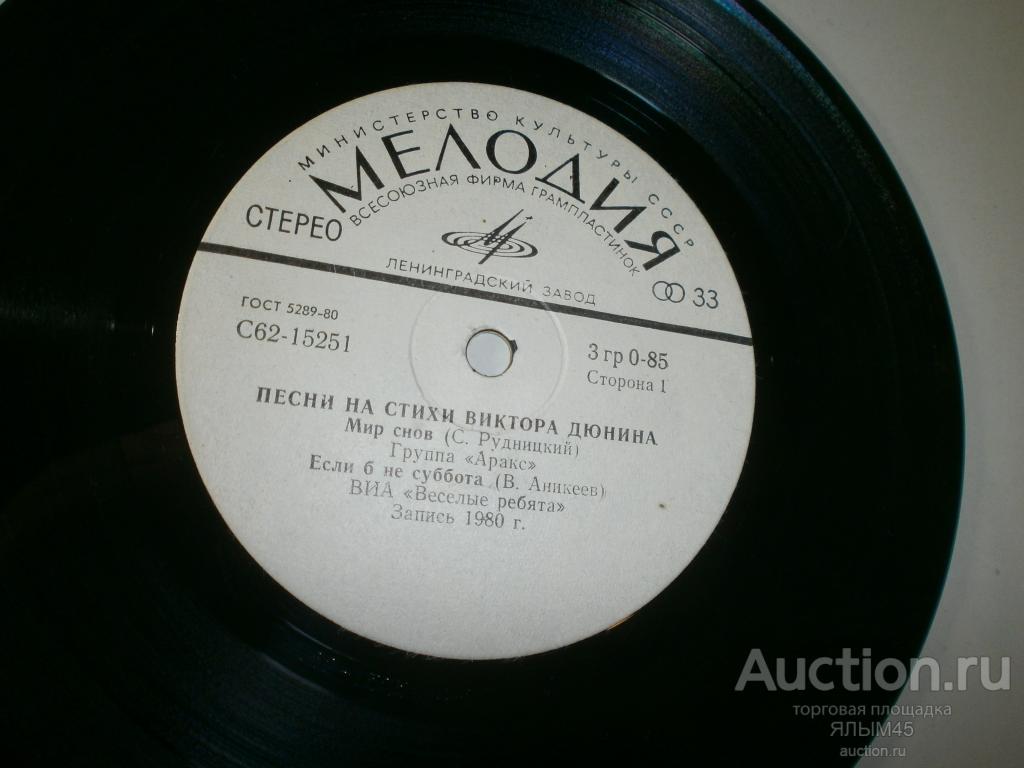 МИНИСТЕРСТВО КУЛЬТУРЫ СССР
МЕЛОДИЯ
ВСЕСОЮЗНАЯ ФИРМА ГРАМПЛАСТИНОК
СТЕРЕО
ЛЕНИНГРАДСКИЙ ЗАВОД
33
ГОСТ 5289-80
С62-15251
3 гр 0-85
Сторона 1
ПЕСНИ НА СТИХИ ВИКТОРА ДЮНИНА
Мир снов (С. Рудницкий)
Группа «Аракс»
Если б не суббота (В. Аникеев)
ВИА «Веселые ребята»
Запись 1980 г.
Auction.ru
торговая площадка
ЯЛЫМ45
auction.ru